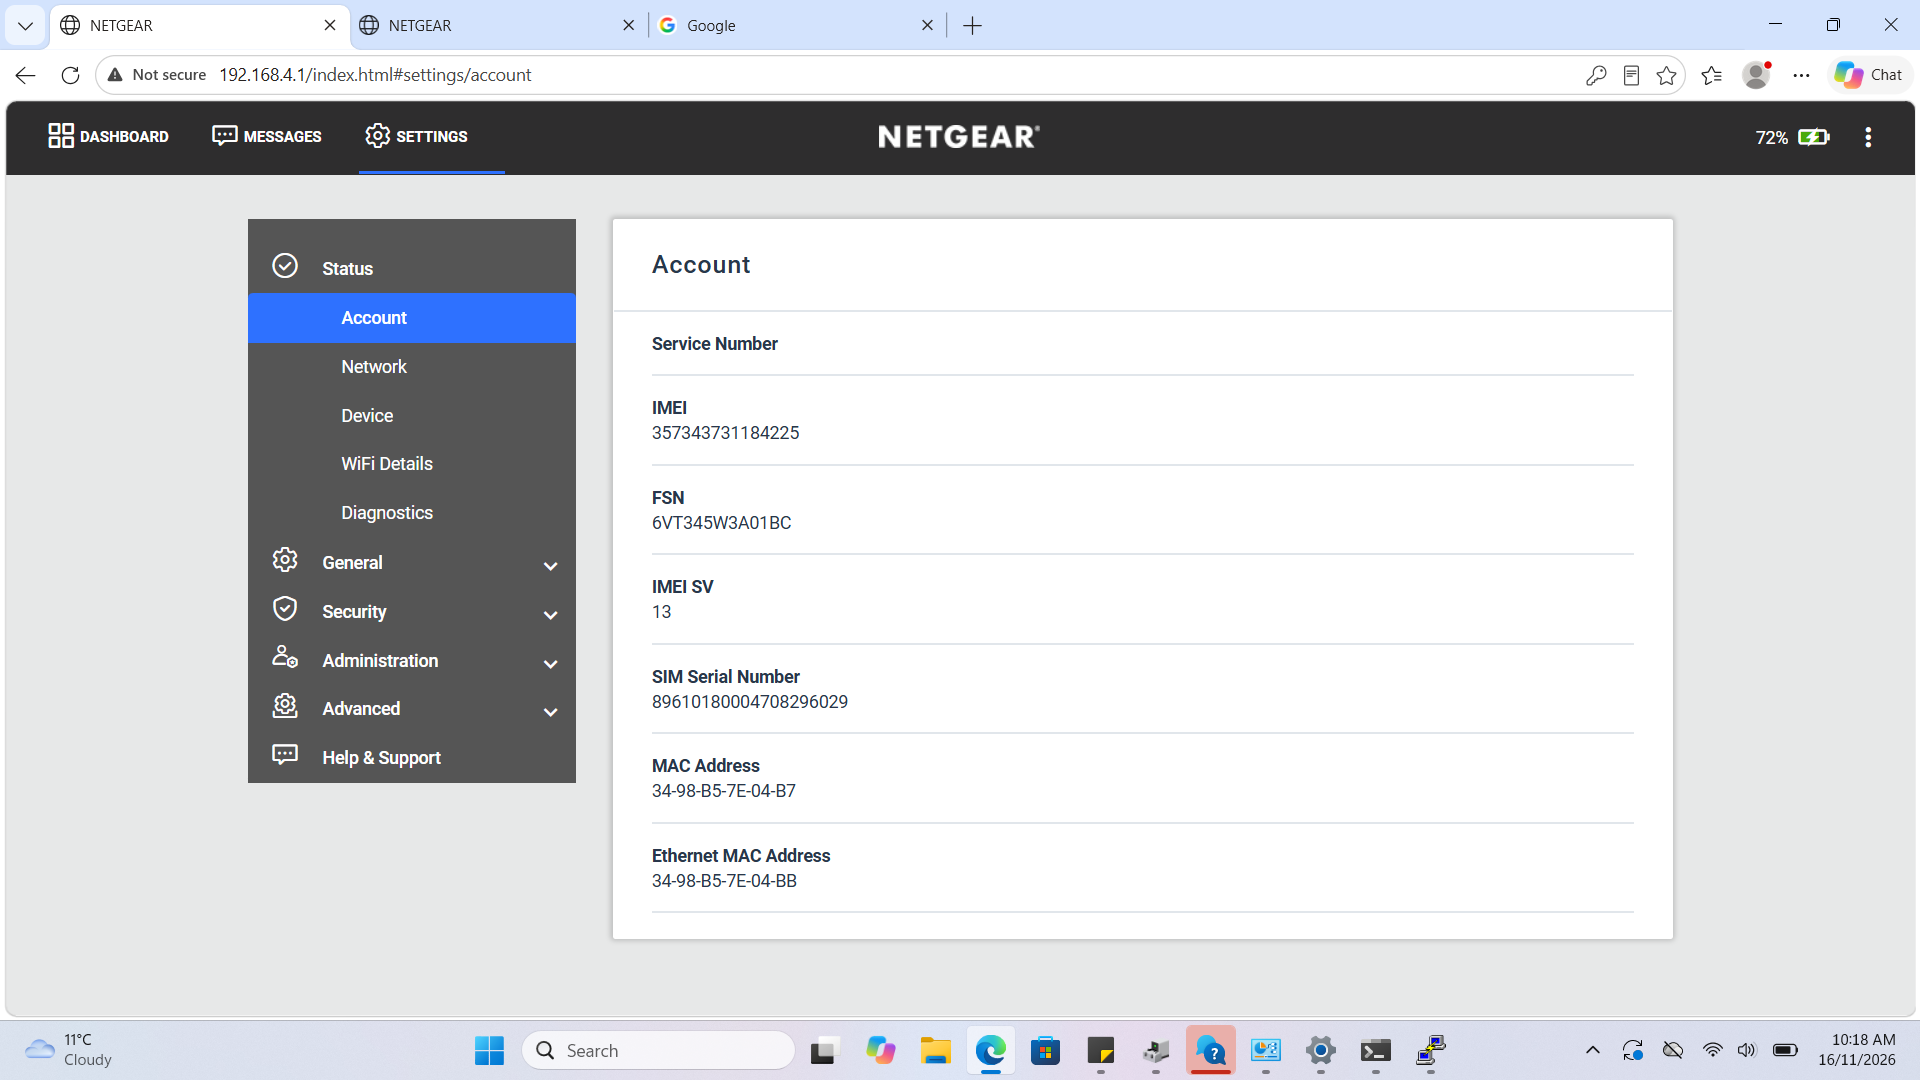 NETGEAR
NETGEAR
Google
Not secure 192.168.4.1/index.html#settings/account
Chat
DASHBOARD
MESSAGES
SETTINGS
NETGEAR®
72%
Status
Account
Network
Device
WiFi Details
Diagnostics
General
Security
Administration
Advanced
Help & Support
Account
Service Number
IMEI
357343731184225
FSN
6VT345W3A01BC
IMEI SV
13
SIM Serial Number
89610180004708296029
MAC Address
34-98-B5-7E-04-B7
Ethernet MAC Address
34-98-B5-7E-04-BB
11°C
Cloudy
Search
10:18 AM
16/11/2026